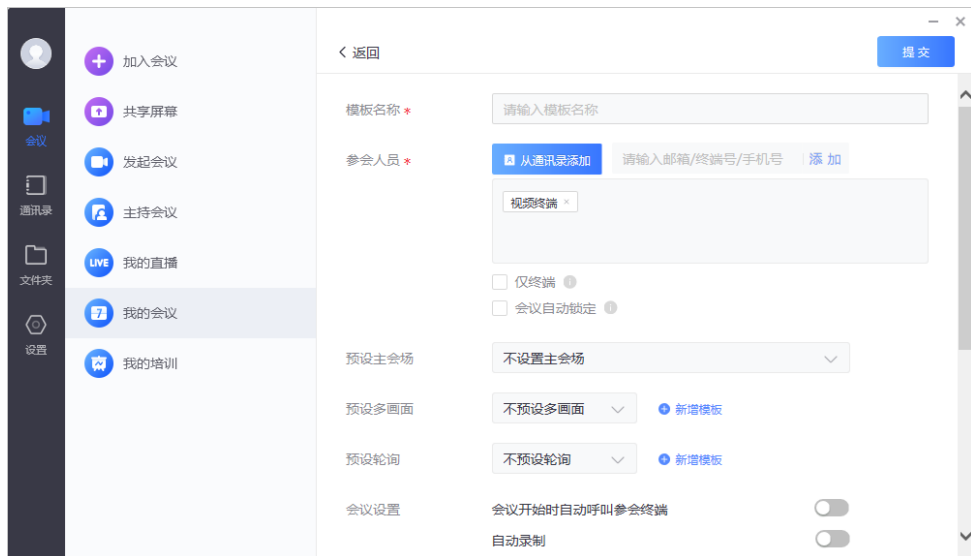 会议
通讯录
文件夹
设置
加入会议
共享屏幕
发起会议
主持会议
LIVE 我的直播
7 我的会议
我的培训
返回
提交
模板名称 * 请输入模板名称
参会人员 * 从通讯录添加 请输入邮箱/终端号/手机号 添 加
视频终端 ×
仅终端
会议自动锁定
预设主会场 不设置主会场
预设多画面 不预设多画面 新增模板
预设轮询 不预设轮询 新增模板
会议设置 会议开始时自动呼叫参会终端
自动录制